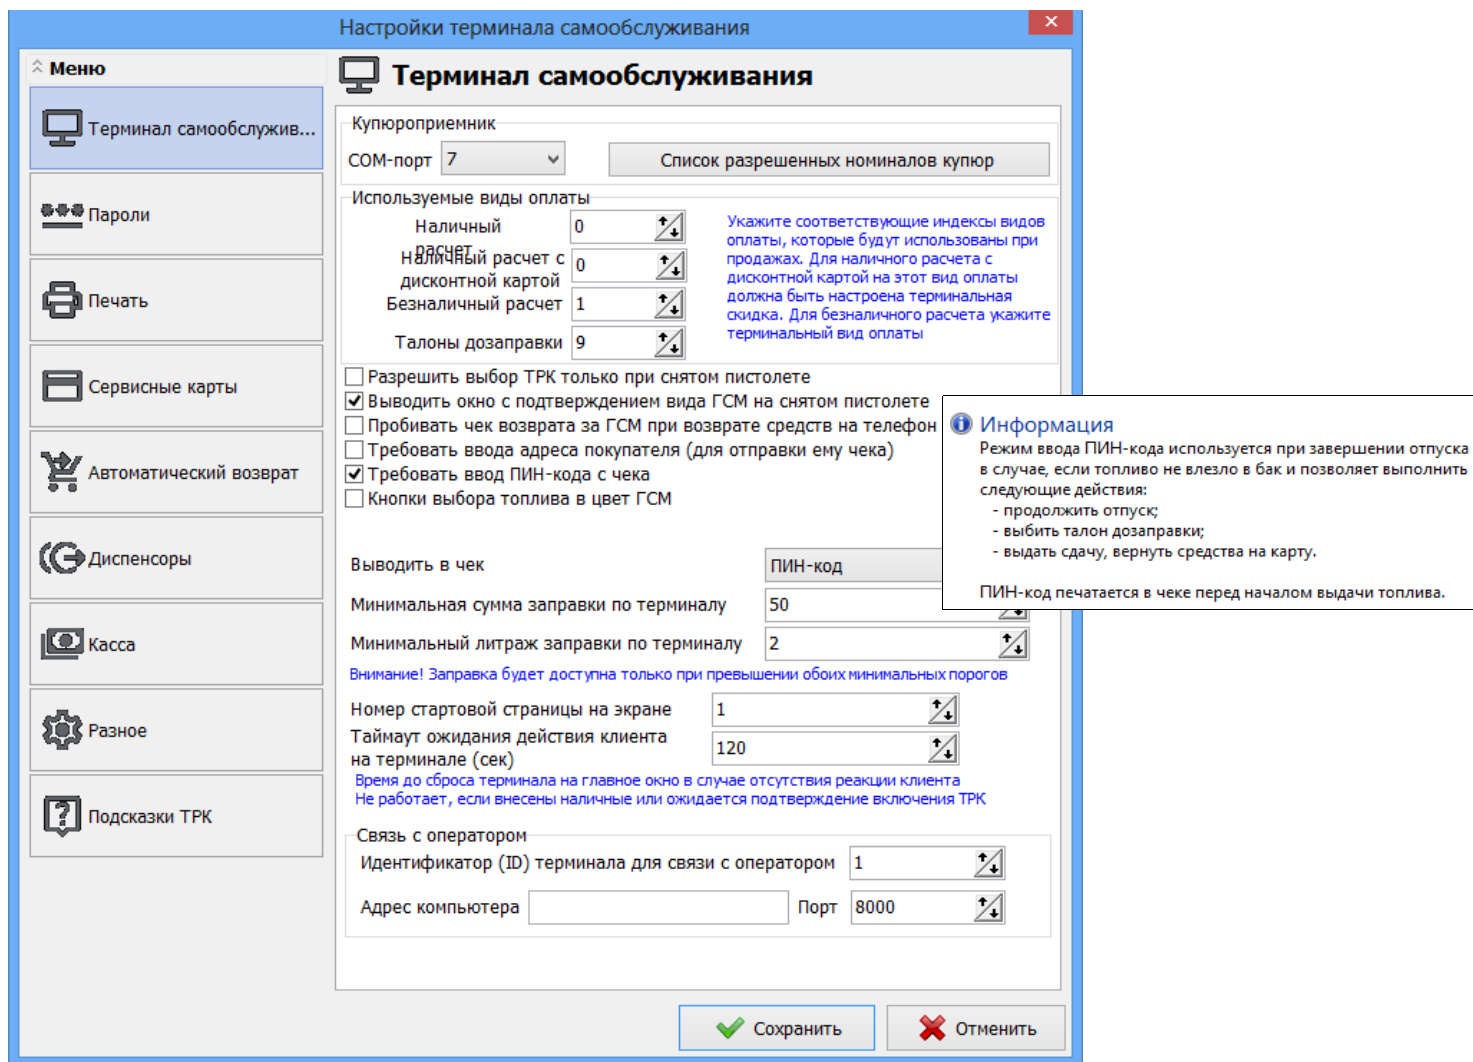 Настройки терминала самообслуживания
Меню
Терминал самообслужив...
Пароли
Печать
Сервисные карты
Автоматический возврат
Диспенсоры
Касса
Разное
Подсказки ТРК
Терминал самообслуживания
Купюроприемник
COM-порт 7
Список разрешенных номиналов купюр
Используемые виды оплаты
Наличный
расчет
0
Наличный расчет с
дисконтной картой
0
Безналичный расчет 1
Талоны дозаправки 9
Укажите соответствующие индексы видов
оплаты, которые будут использованы при
продажах. Для наличного расчета с
дисконтной картой на этот вид оплаты
должна быть настроена терминальная
скидка. Для безналичного расчета укажите
терминальный вид оплаты
Разрешить выбор ТРК только при снятом пистолете
Выводить окно с подтверждением вида ГСМ на снятом пистолете
Пробивать чек возврата за ГСМ при возврате средств на телефон
Требовать ввода адреса покупателя (для отправки ему чека)
Требовать ввод ПИН-кода с чека
Кнопки выбора топлива в цвет ГСМ
Информация
Режим ввода ПИН-кода используется при завершении отпуска
в случае, если топливо не влезло в бак и позволяет выполнить
следующие действия:
- продолжить отпуск;
- выбить талон дозаправки;
- выдать сдачу, вернуть средства на карту.
ПИН-код печатается в чеке перед началом выдачи топлива.
Выводить в чек ПИН-код
Минимальная сумма заправки по терминалу 50
Минимальный литраж заправки по терминалу 2
Внимание! Заправка будет доступна только при превышении обоих минимальных порогов
Номер стартовой страницы на экране 1
Таймаут ожидания действия клиента
на терминале (сек)
120
Время до сброса терминала на главное окно в случае отсутствия реакции клиента
Не работает, если внесены наличные или ожидается подтверждение включения ТРК
Связь с оператором
Идентификатор (ID) терминала для связи с оператором 1
Адрес компьютера Порт 8000
Сохранить
Отменить